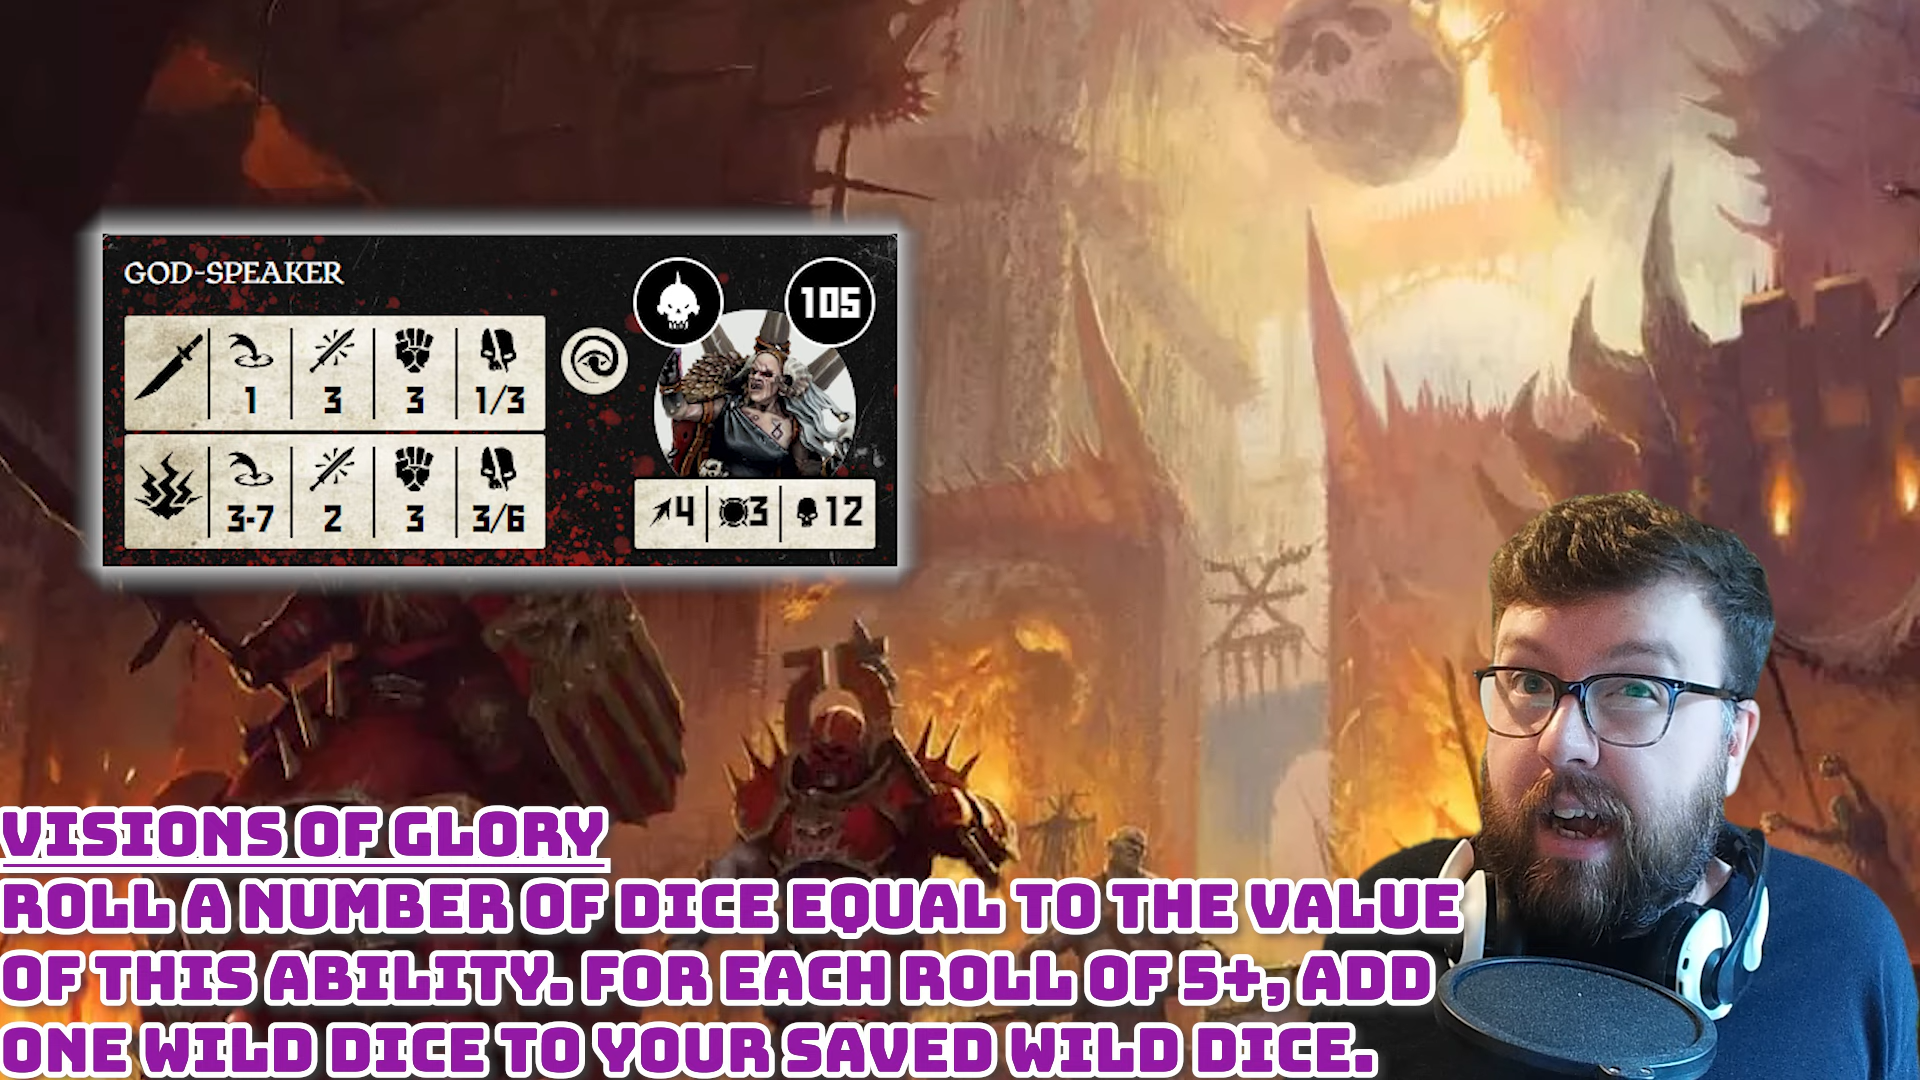 GOD-SPEAKER
105
1 3 3 1/3
3-7 2 3 3/6
4 3 12
VISIONS OF GLORY
ROLL A NUMBER OF DICE EQUAL TO THE VALUE
OF THIS ABILITY. FOR EACH ROLL OF 5+, ADD
ONE WILD DICE TO YOUR SAVED WILD DICE.